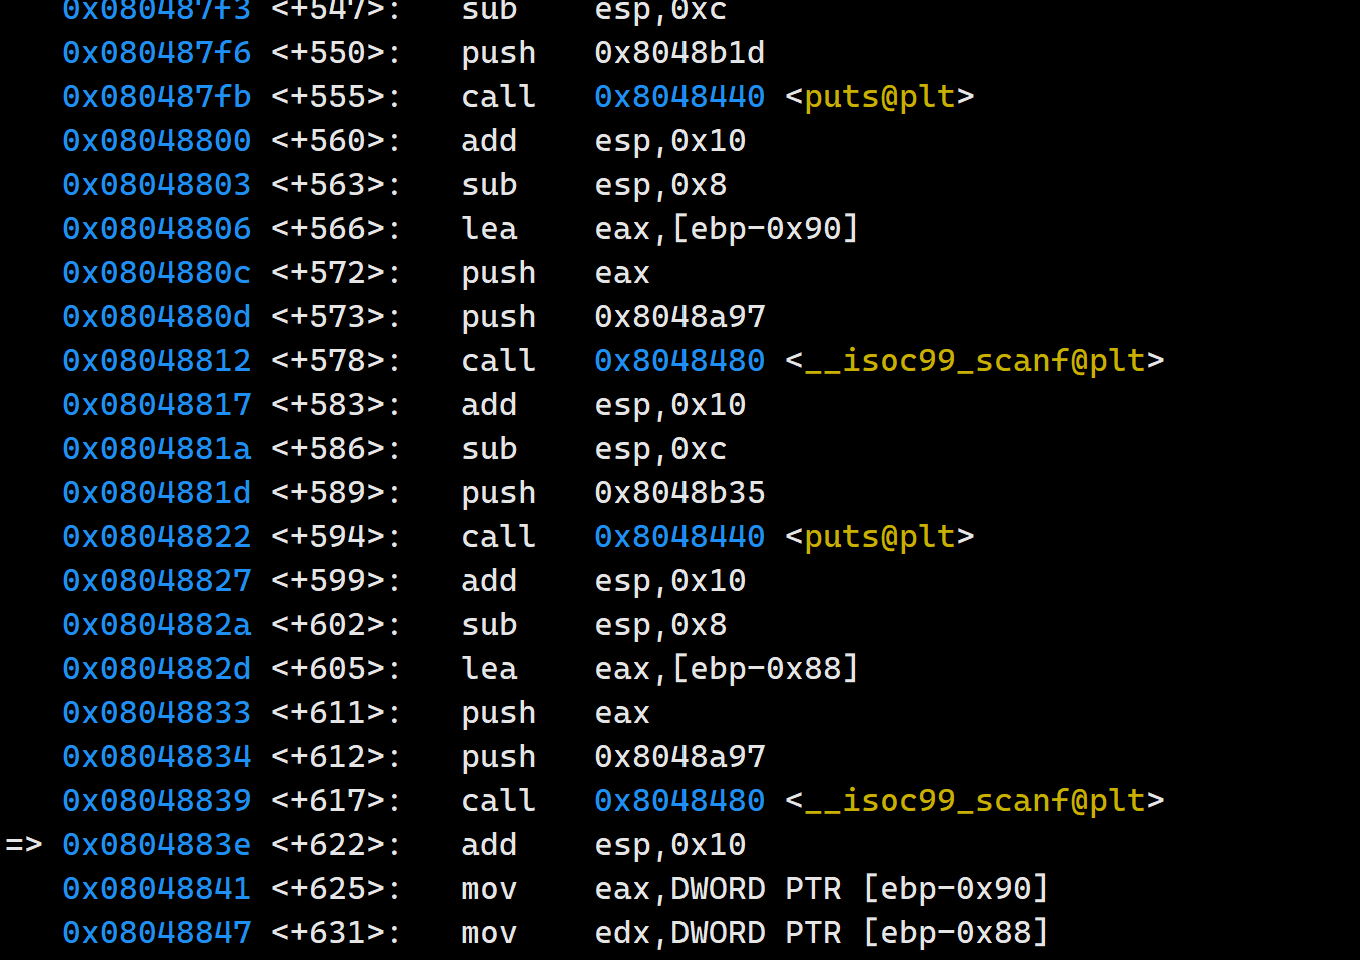 0x080487f3 <+547>: sub esp,0xc
0x080487f6 <+550>: push 0x8048b1d
0x080487fb <+555>: call 0x8048440 <puts@plt>
0x08048800 <+560>: add esp,0x10
0x08048803 <+563>: sub esp,0x8
0x08048806 <+566>: lea eax,[ebp-0x90]
0x0804880c <+572>: push eax
0x0804880d <+573>: push 0x8048a97
0x08048812 <+578>: call 0x8048480 <__isoc99_scanf@plt>
0x08048817 <+583>: add esp,0x10
0x0804881a <+586>: sub esp,0xc
0x0804881d <+589>: push 0x8048b35
0x08048822 <+594>: call 0x8048440 <puts@plt>
0x08048827 <+599>: add esp,0x10
0x0804882a <+602>: sub esp,0x8
0x0804882d <+605>: lea eax,[ebp-0x88]
0x08048833 <+611>: push eax
0x08048834 <+612>: push 0x8048a97
0x08048839 <+617>: call 0x8048480 <__isoc99_scanf@plt>
=> 0x0804883e <+622>: add esp,0x10
0x08048841 <+625>: mov eax,DWORD PTR [ebp-0x90]
0x08048847 <+631>: mov edx,DWORD PTR [ebp-0x88]